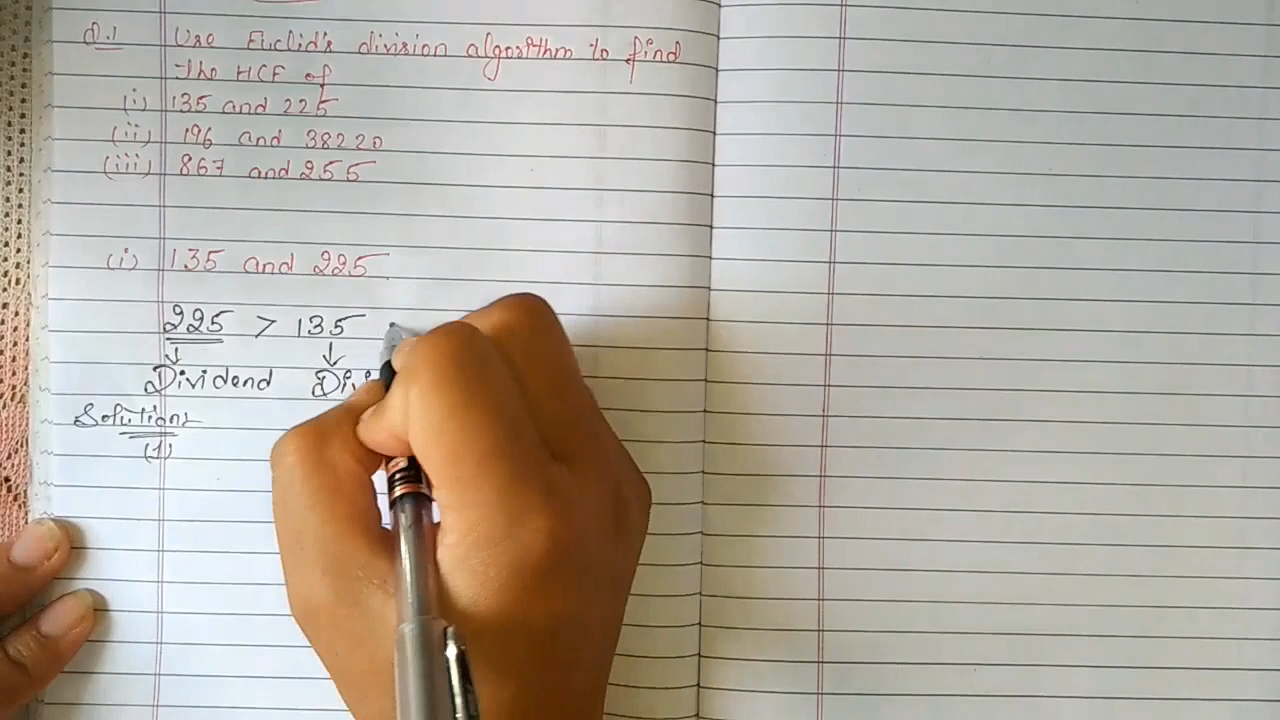 Q.1 Use Euclid's division algorithm to find
the HCF of
(i) 135 and 225
(ii) 196 and 38220
(iii) 867 and 255
(i) 135 and 225
225 > 135
↓ ↓
Dividend Divi
Solution:
(1)